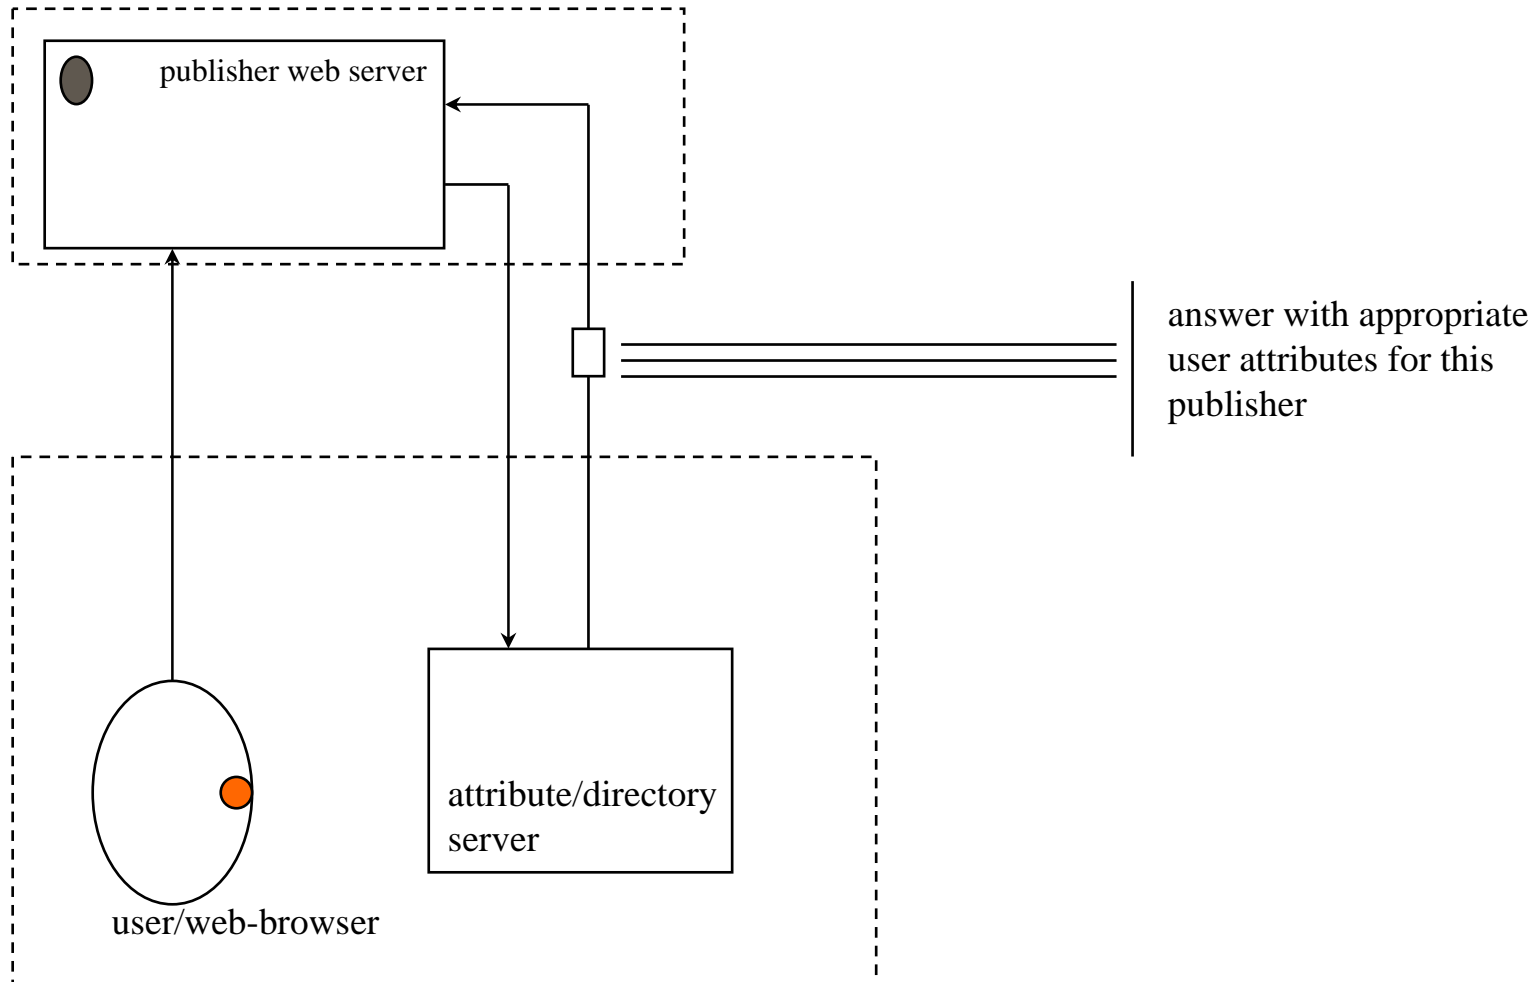 publisher web server
answer with appropriate
user attributes for this
publisher
attribute/directory
server
user/web-browser